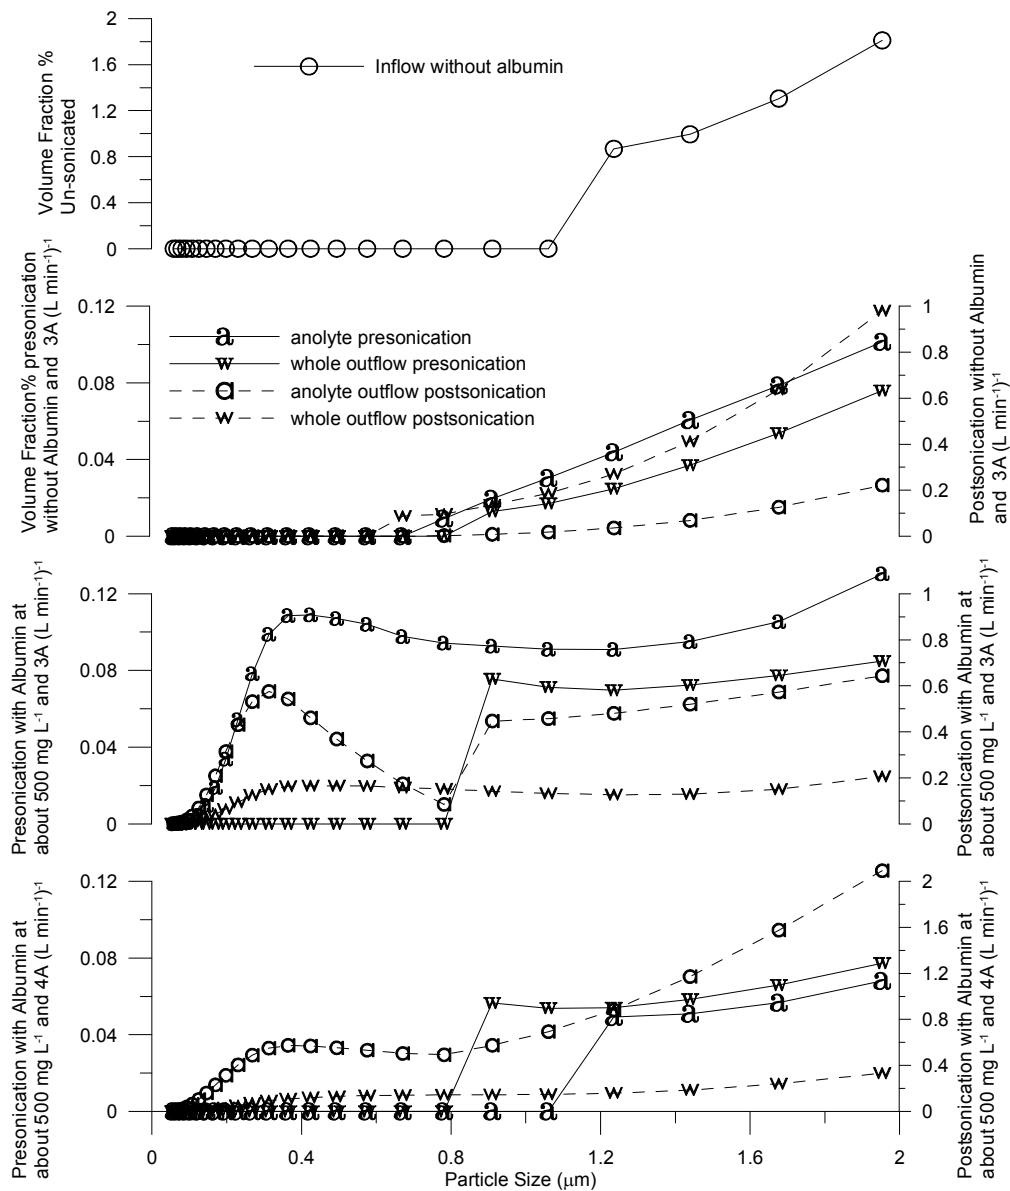 2
1.6
1.2
0.8
0.4
0
Volume Fraction %
Un-sonicated
Inflow without albumin
0.12
0.08
0.04
0
Volume Fraction% presonication
without Albumin and 3A (L min⁻¹)⁻¹
anolyte presonication
whole outflow presonication
anolyte outflow postsonication
whole outflow postsonication
1
0.8
0.6
0.4
0.2
0
Postsonication without Albumin
and 3A (L min⁻¹)⁻¹
0.12
0.08
0.04
0
Presonication with Albumin at
about 500 mg L⁻¹ and 3A (L min⁻¹)⁻¹
1
0.8
0.6
0.4
0.2
0
Postsonication with Albumin at
about 500 mg L⁻¹ and 3A (L min⁻¹)⁻¹
0.12
0.08
0.04
0
Presonication with Albumin at
about 500 mg L⁻¹ and 4A (L min⁻¹)⁻¹
2
1.6
1.2
0.8
0.4
0
Postsonication with Albumin at
about 500 mg L⁻¹ and 4A (L min⁻¹)⁻¹
0 0.4 0.8 1.2 1.6 2
Particle Size (μm)